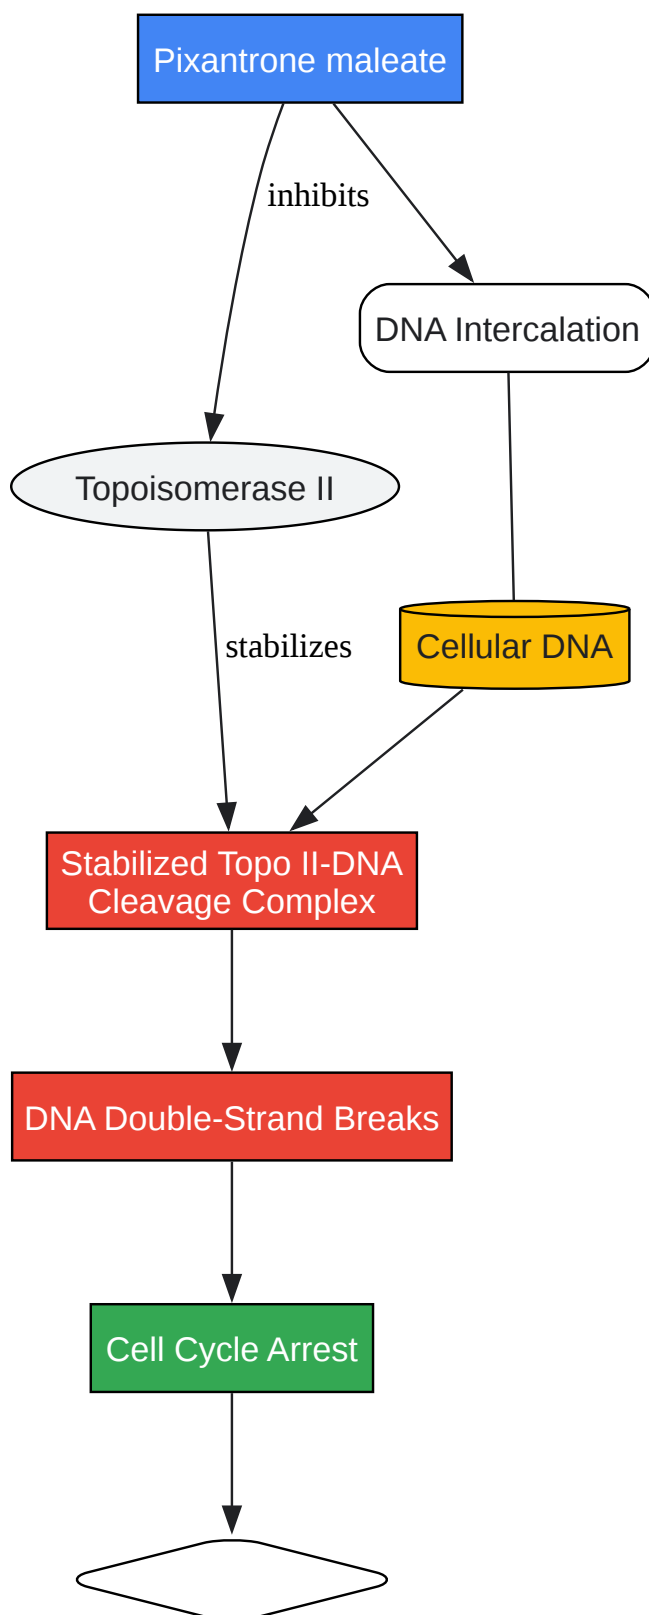 Pixantrone maleate
inhibits
DNA Intercalation
Topoisomerase II
stabilizes
Cellular DNA
Stabilized Topo II-DNA
Cleavage Complex
DNA Double-Strand Breaks
Cell Cycle Arrest